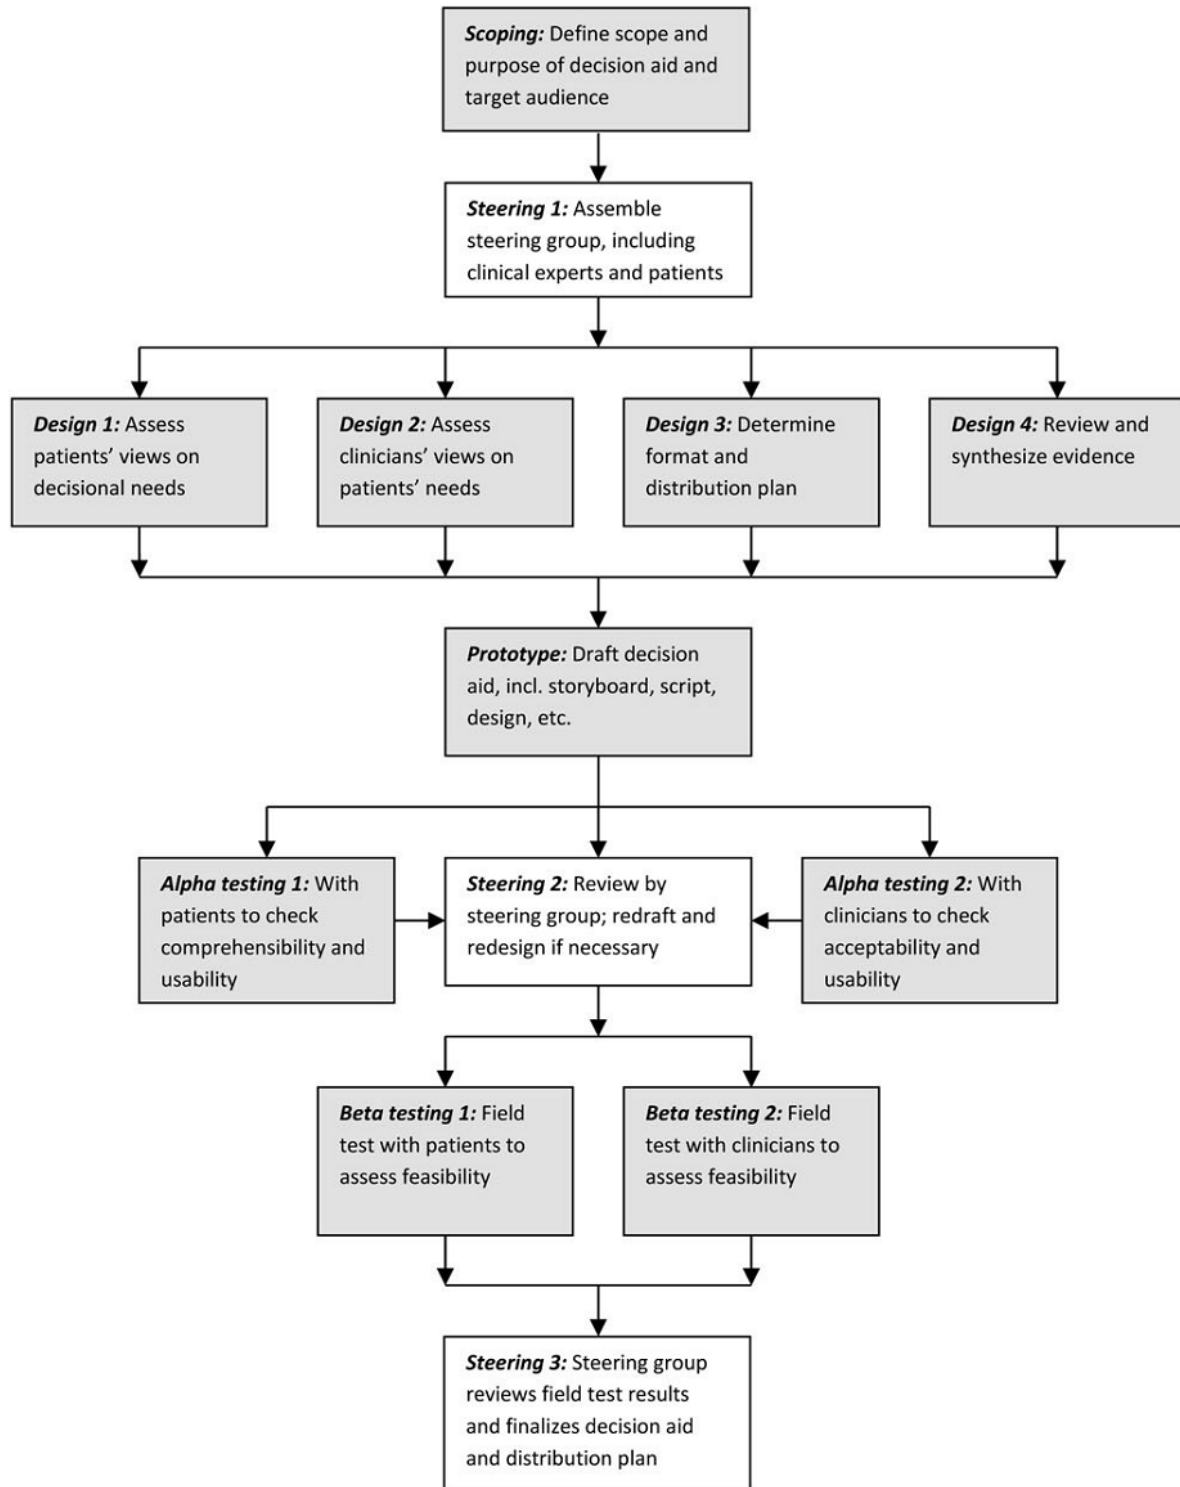 Scoping: Define scope and
purpose of decision aid and
target audience
Steering 1: Assemble
steering group, including
clinical experts and patients
Design 1: Assess
patients’ views on
decisional needs
Design 2: Assess
clinicians’ views on
patients’ needs
Design 3: Determine
format and
distribution plan
Design 4: Review and
synthesize evidence
Prototype: Draft decision
aid, incl. storyboard, script,
design, etc.
Alpha testing 1: With
patients to check
comprehensibility and
usability
Steering 2: Review by
steering group; redraft and
redesign if necessary
Alpha testing 2: With
clinicians to check
acceptability and
usability
Beta testing 1: Field
test with patients to
assess feasibility
Beta testing 2: Field
test with clinicians to
assess feasibility
Steering 3: Steering group
reviews field test results
and finalizes decision aid
and distribution plan